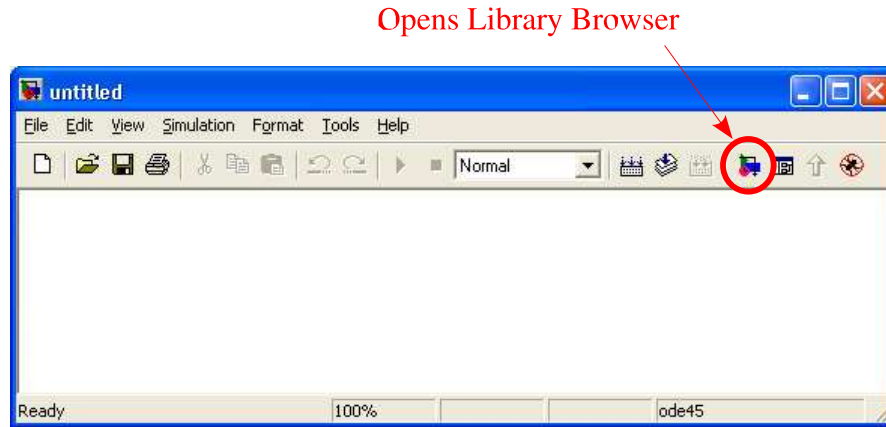 Opens Library Browser
untitled
File Edit View Simulation Format Tools Help
Normal
Ready 100% ode45